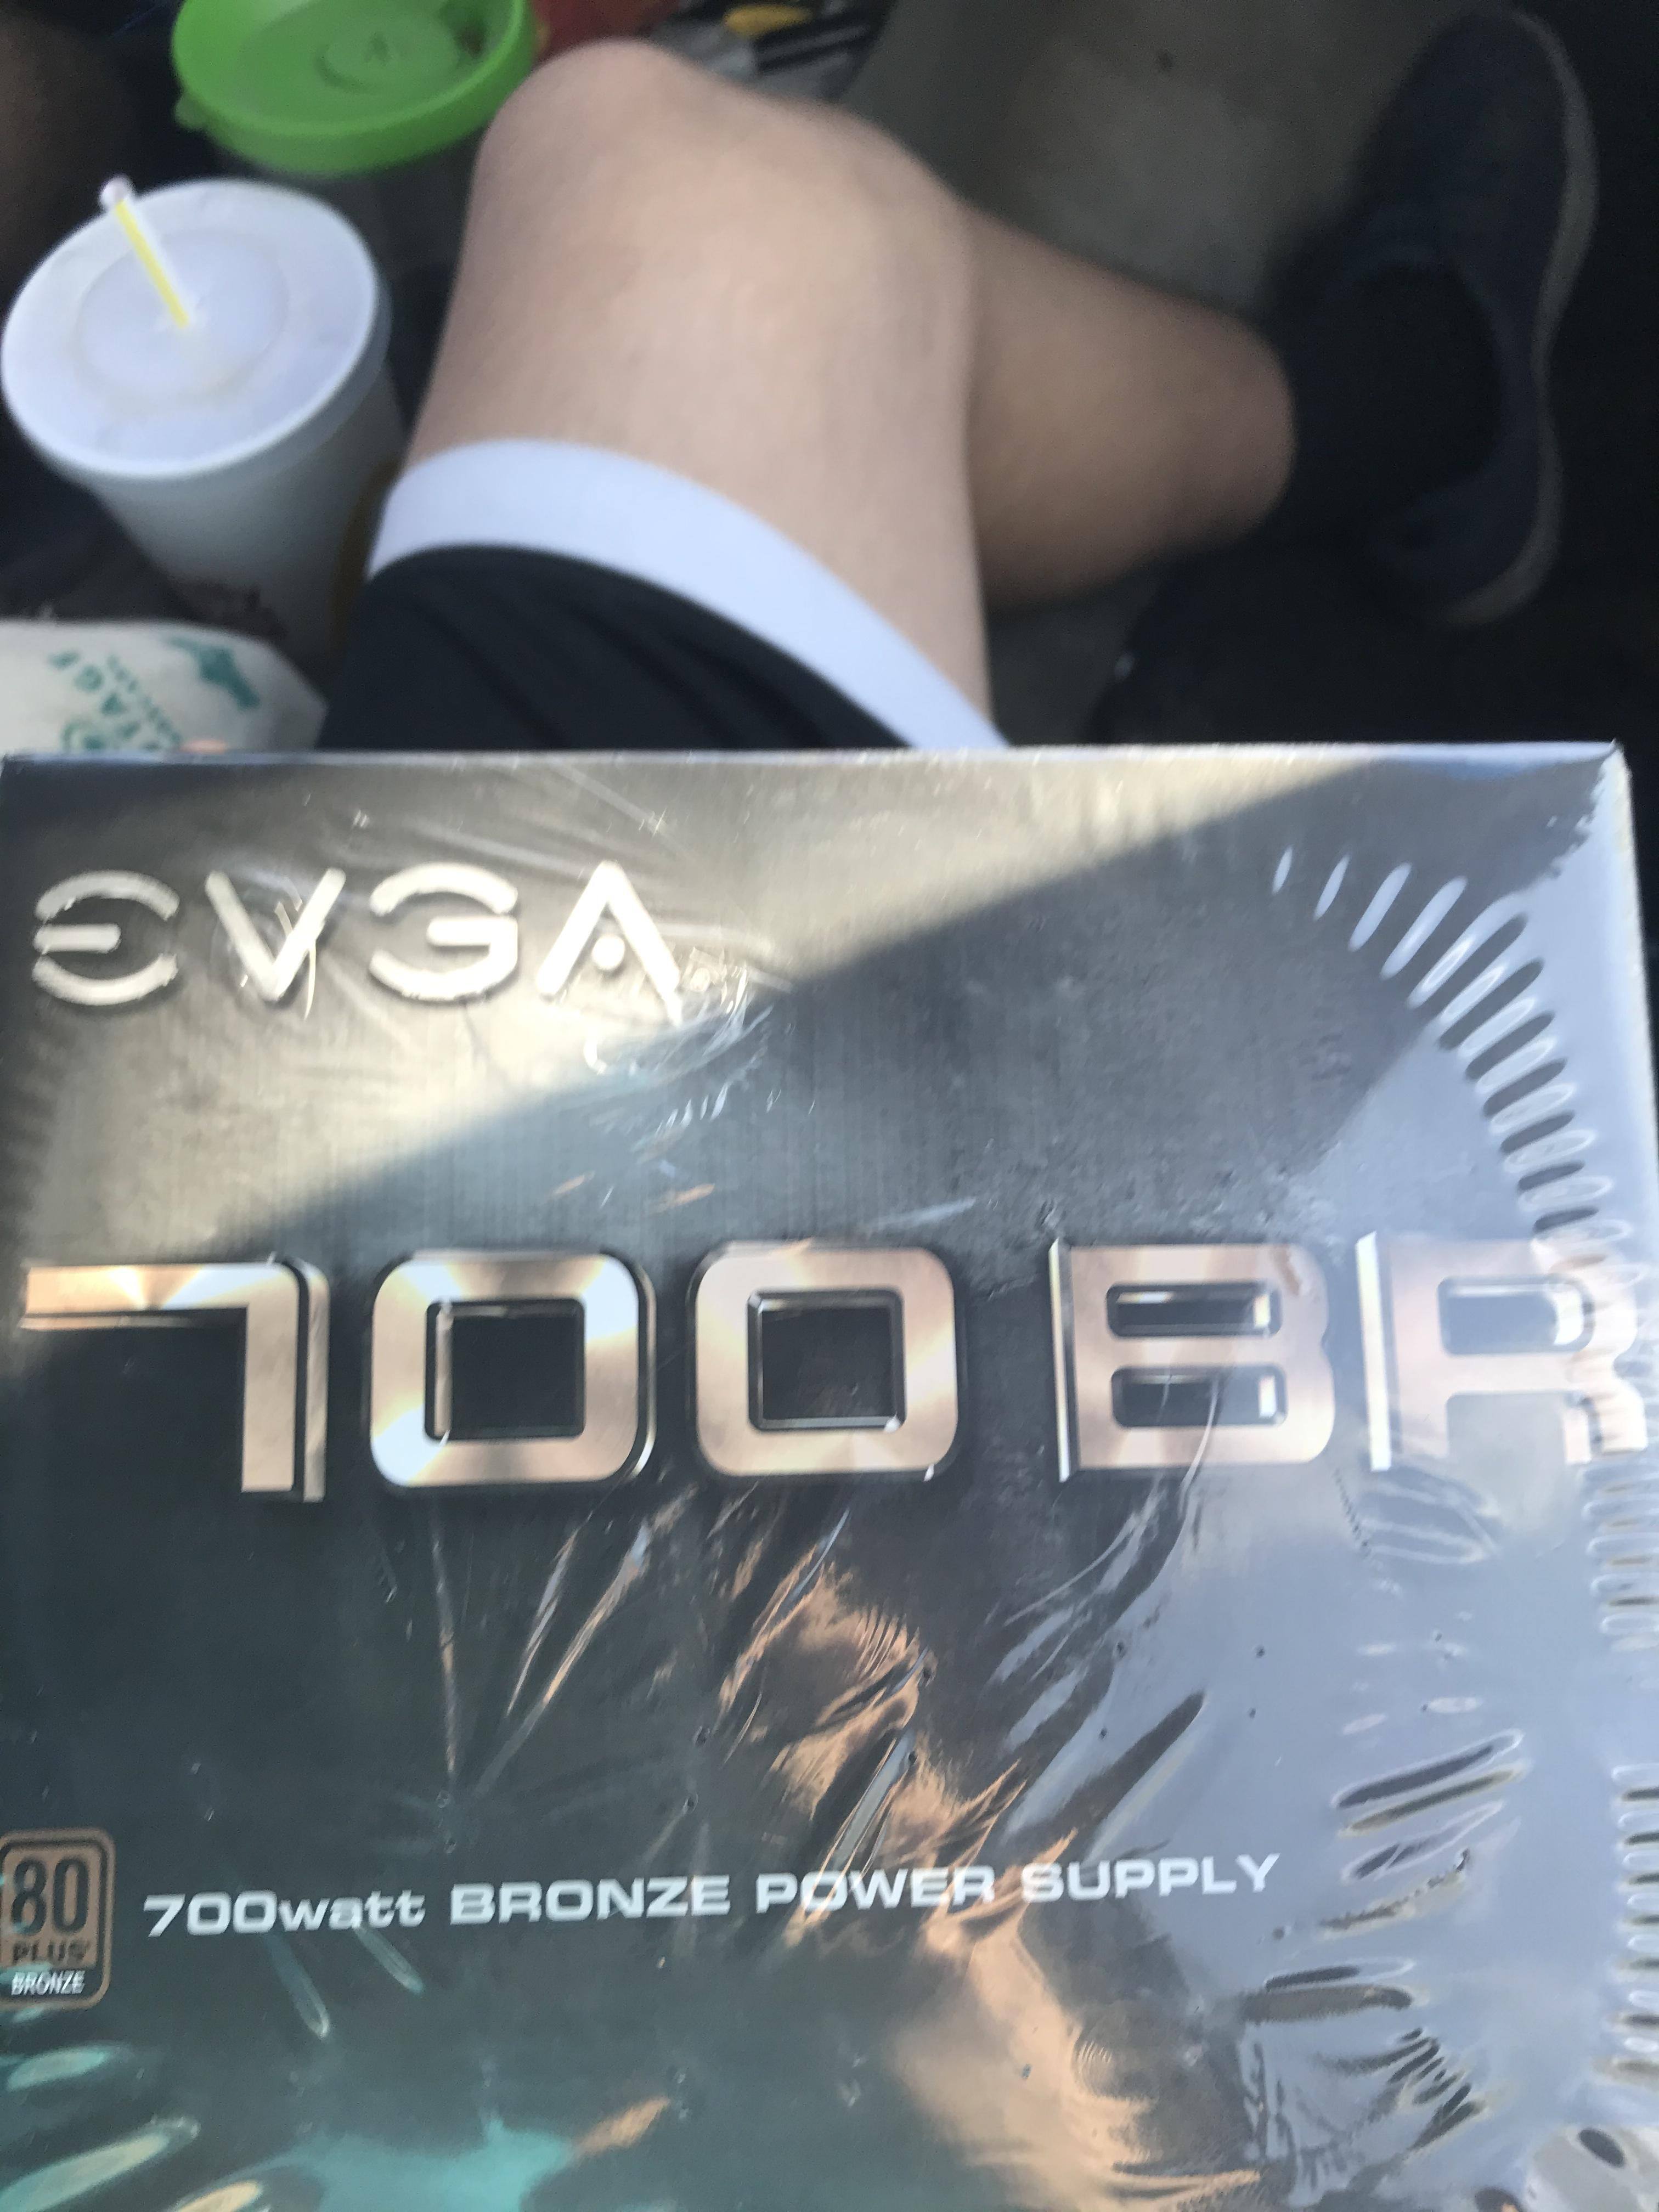 EVGA
700 BR
80
PLUS
BRONZE
700watt BRONZE POWER SUPPLY